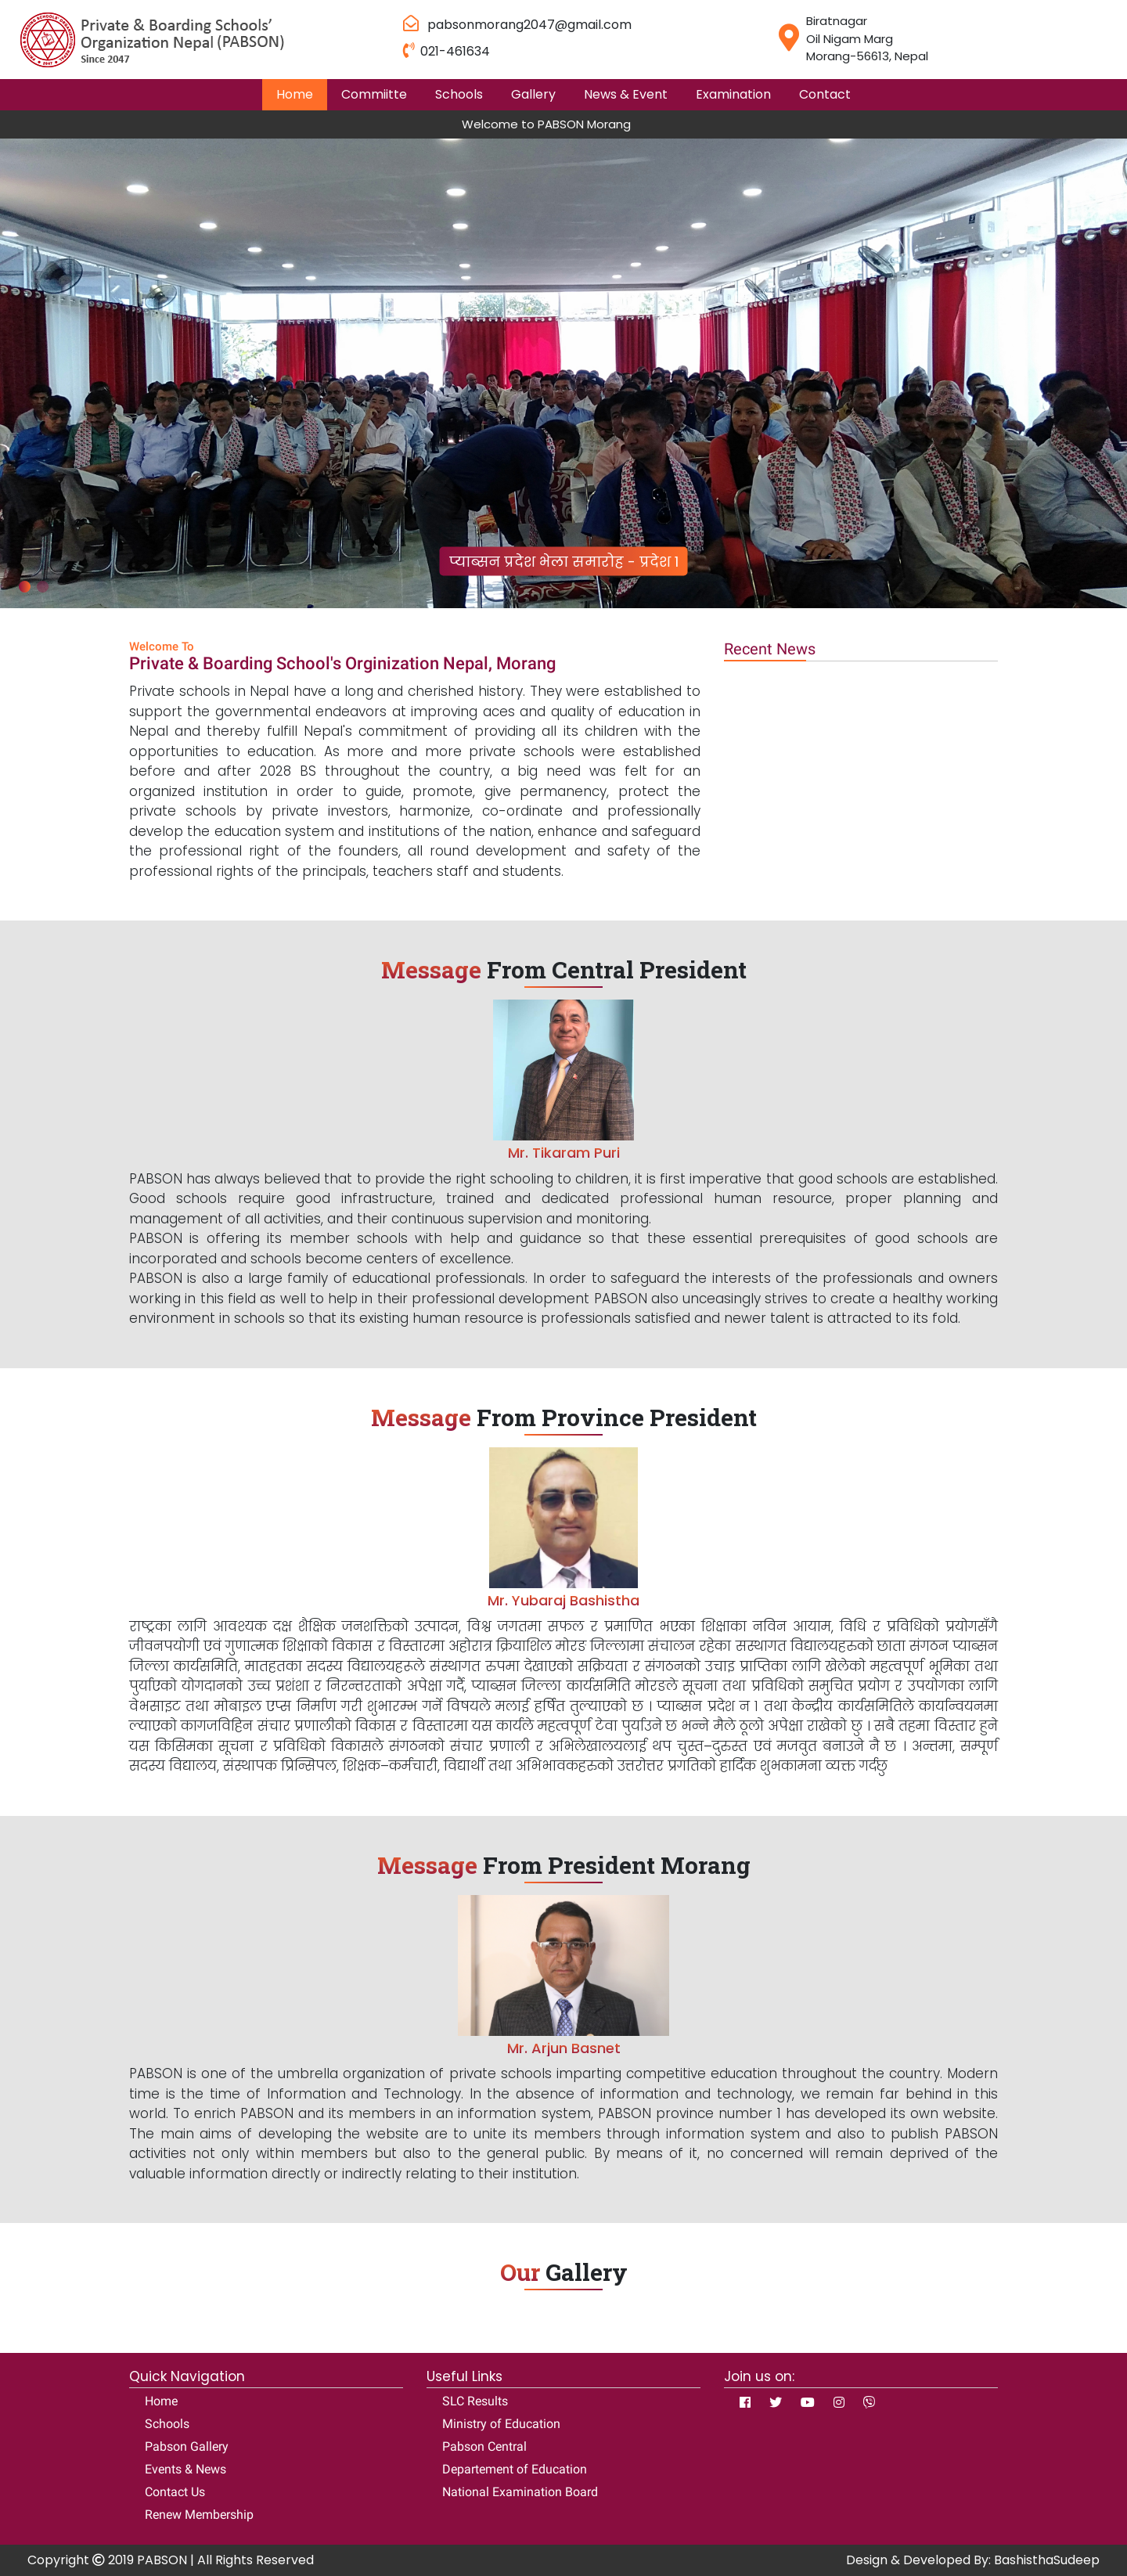 Private & Boarding Schools'
Organization Nepal (PABSON)
Since 2047
pabsonmorang2047@gmail.com
021-461634
Biratnagar
Oil Nigam Marg
Morang-56613, Nepal
Home Commiitte Schools Gallery News & Event Examination Contact
Welcome to PABSON Morang
प्याब्सन प्रदेश भेला समारोह - प्रदेश १
Welcome To
Private & Boarding School's Orginization Nepal, Morang
Private schools in Nepal have a long and cherished history. They were established to
support the governmental endeavors at improving aces and quality of education in
Nepal and thereby fulfill Nepal's commitment of providing all its children with the
opportunities to education. As more and more private schools were established
before and after 2028 BS throughout the country, a big need was felt for an
organized institution in order to guide, promote, give permanency, protect the
private schools by private investors, harmonize, co-ordinate and professionally
develop the education system and institutions of the nation, enhance and safeguard
the professional right of the founders, all round development and safety of the
professional rights of the principals, teachers staff and students.
Recent News
Message From Central President
Mr. Tikaram Puri
PABSON has always believed that to provide the right schooling to children, it is first imperative that good schools are established.
Good schools require good infrastructure, trained and dedicated professional human resource, proper planning and
management of all activities, and their continuous supervision and monitoring.
PABSON is offering its member schools with help and guidance so that these essential prerequisites of good schools are
incorporated and schools become centers of excellence.
PABSON is also a large family of educational professionals. In order to safeguard the interests of the professionals and owners
working in this field as well to help in their professional development PABSON also unceasingly strives to create a healthy working
environment in schools so that its existing human resource is professionals satisfied and newer talent is attracted to its fold.
Message From Province President
Mr. Yubaraj Bashistha
राष्ट्रका लागि आवश्यक दक्ष शैक्षिक जनशक्तिको उत्पादन, विश्व जगतमा सफल र प्रमाणित भएका शिक्षाका नविन आयाम, विधि र प्रविधिको प्रयोगसँगै
जीवनपयोगी एवं गुणात्मक शिक्षाको विकास र विस्तारमा अहोरात्र क्रियाशिल मोरङ जिल्लामा संचालन रहेका सस्थागत विद्यालयहरुको छाता संगठन प्याब्सन
जिल्ला कार्यसमिति, मातहतका सदस्य विद्यालयहरुले संस्थागत रुपमा देखाएको सक्रियता र संगठनको उचाइ प्राप्तिका लागि खेलेको महत्वपूर्ण भूमिका तथा
पुर्याएको योगदानको उच्च प्रशंशा र निरन्तरताको अपेक्षा गर्दै, प्याब्सन जिल्ला कार्यसमिति मोरङले सूचना तथा प्रविधिको समुचित प्रयोग र उपयोगका लागि
वेभसाइट तथा मोबाइल एप्स निर्माण गरी शुभारम्भ गर्ने विषयले मलाई हर्षित तुल्याएको छ । प्याब्सन प्रदेश न १ तथा केन्द्रीय कार्यसमितिले कार्यान्वयनमा
ल्याएको कागजविहिन संचार प्रणालीको विकास र विस्तारमा यस कार्यले महत्वपूर्ण टेवा पुर्याउने छ भन्ने मैले ठूलो अपेक्षा राखेको छु । सबै तहमा विस्तार हुने
यस किसिमका सूचना र प्रविधिको विकासले संगठनको संचार प्रणाली र अभिलेखालयलाई थप चुस्त–दुरुस्त एवं मजवुत बनाउने नै छ । अन्तमा, सम्पूर्ण
सदस्य विद्यालय, संस्थापक प्रिन्सिपल, शिक्षक–कर्मचारी, विद्यार्थी तथा अभिभावकहरुको उत्तरोत्तर प्रगतिको हार्दिक शुभकामना व्यक्त गर्दछु
Message From President Morang
Mr. Arjun Basnet
PABSON is one of the umbrella organization of private schools imparting competitive education throughout the country. Modern
time is the time of Information and Technology. In the absence of information and technology, we remain far behind in this
world. To enrich PABSON and its members in an information system, PABSON province number 1 has developed its own website.
The main aims of developing the website are to unite its members through information system and also to publish PABSON
activities not only within members but also to the general public. By means of it, no concerned will remain deprived of the
valuable information directly or indirectly relating to their institution.
Our Gallery
Quick Navigation
Home
Schools
Pabson Gallery
Events & News
Contact Us
Renew Membership
Useful Links
SLC Results
Ministry of Education
Pabson Central
Departement of Education
National Examination Board
Join us on:
Copyright © 2019 PABSON | All Rights Reserved
Design & Developed By: BashisthaSudeep